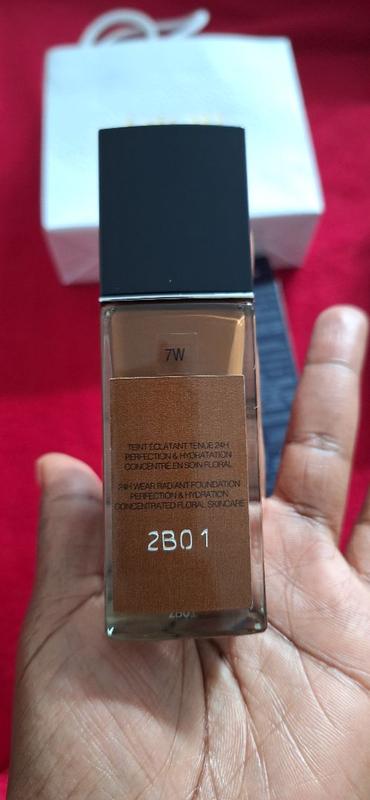 7W
TEINT ÉCLATANT TENUE 24H
PERFECTION & HYDRATATION
CONCENTRÉ EN SOIN FLORAL
24H WEAR RADIANT FOUNDATION
PERFECTION & HYDRATION
CONCENTRATED FLORAL SKINCARE
2B01
2B01